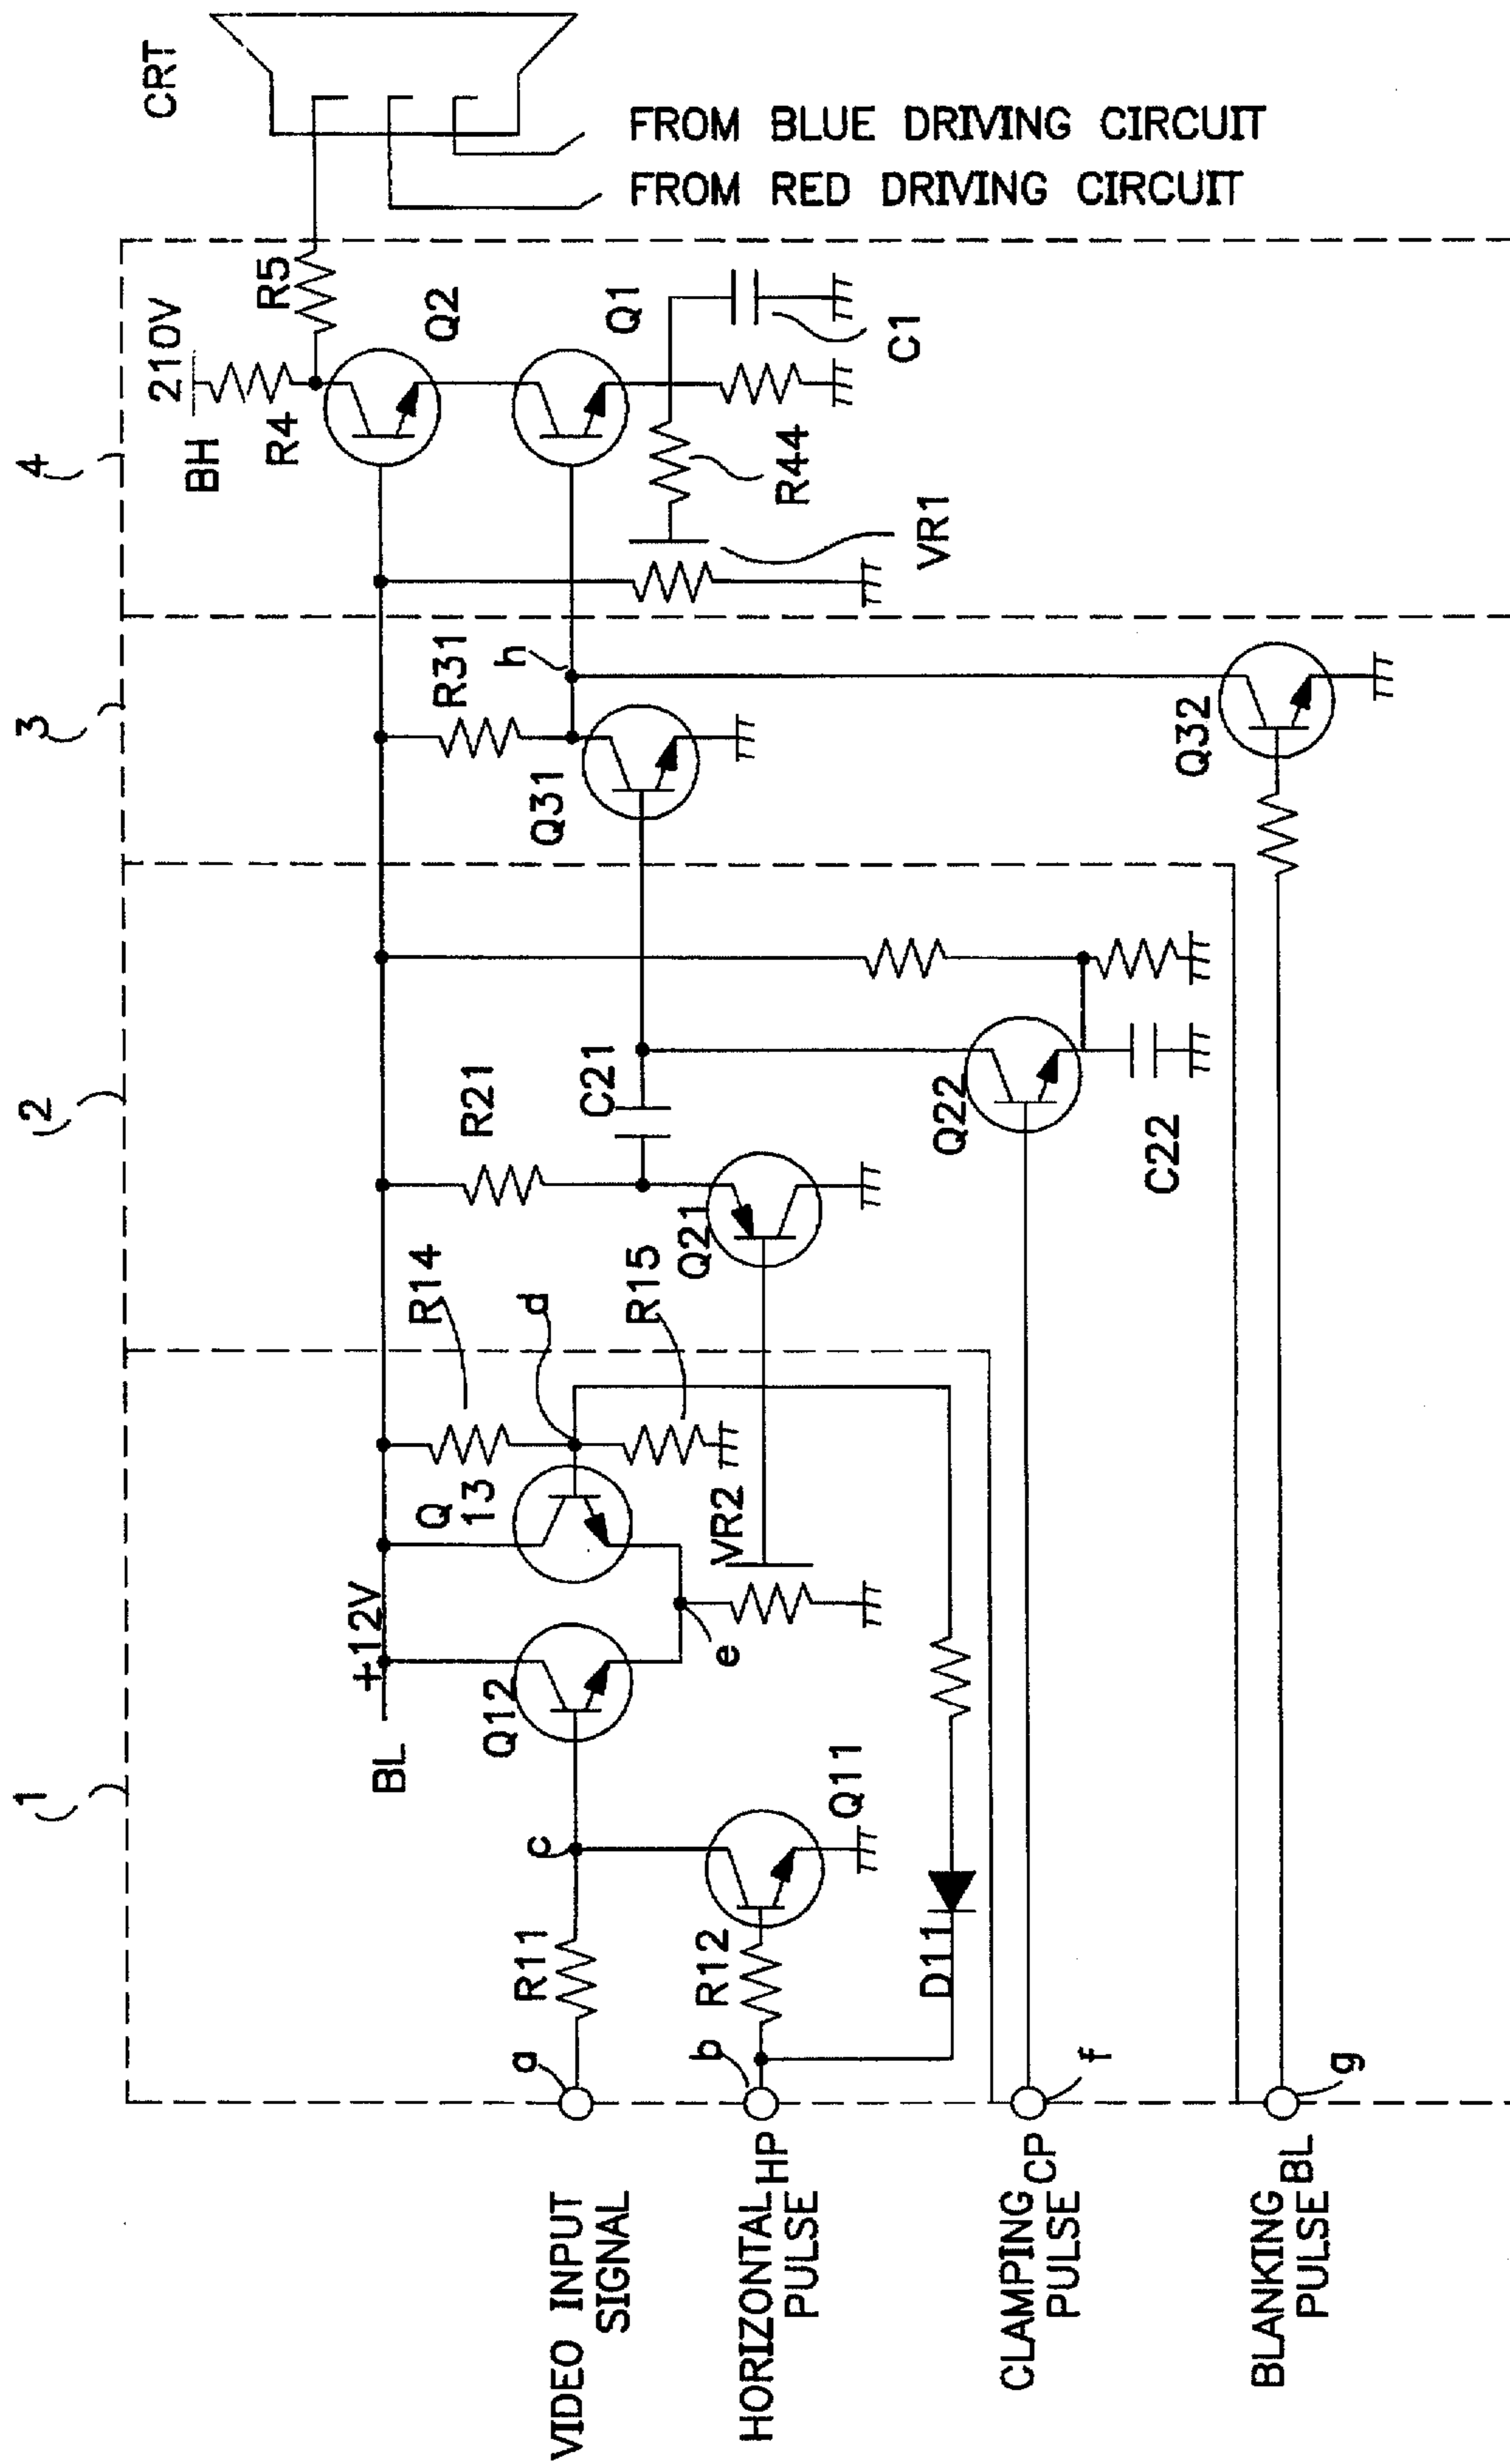 1
2
3
4
CRT
210V
BH
R4
R5
Q2
Q1
C1
R44
VR1
FROM BLUE DRIVING CIRCUIT
FROM RED DRIVING CIRCUIT
R31
h
Q31
Q32
R21
C21
Q21
Q22
C22
R14
d
R15
Q
13
VR2
+12V
BL
Q12
e
c
Q11
R11
R12
D11
a
b
f
g
VIDEO INPUT
SIGNAL
HORIZONTAL HP
PULSE
CLAMPING CP
PULSE
BLANKING BL
PULSE